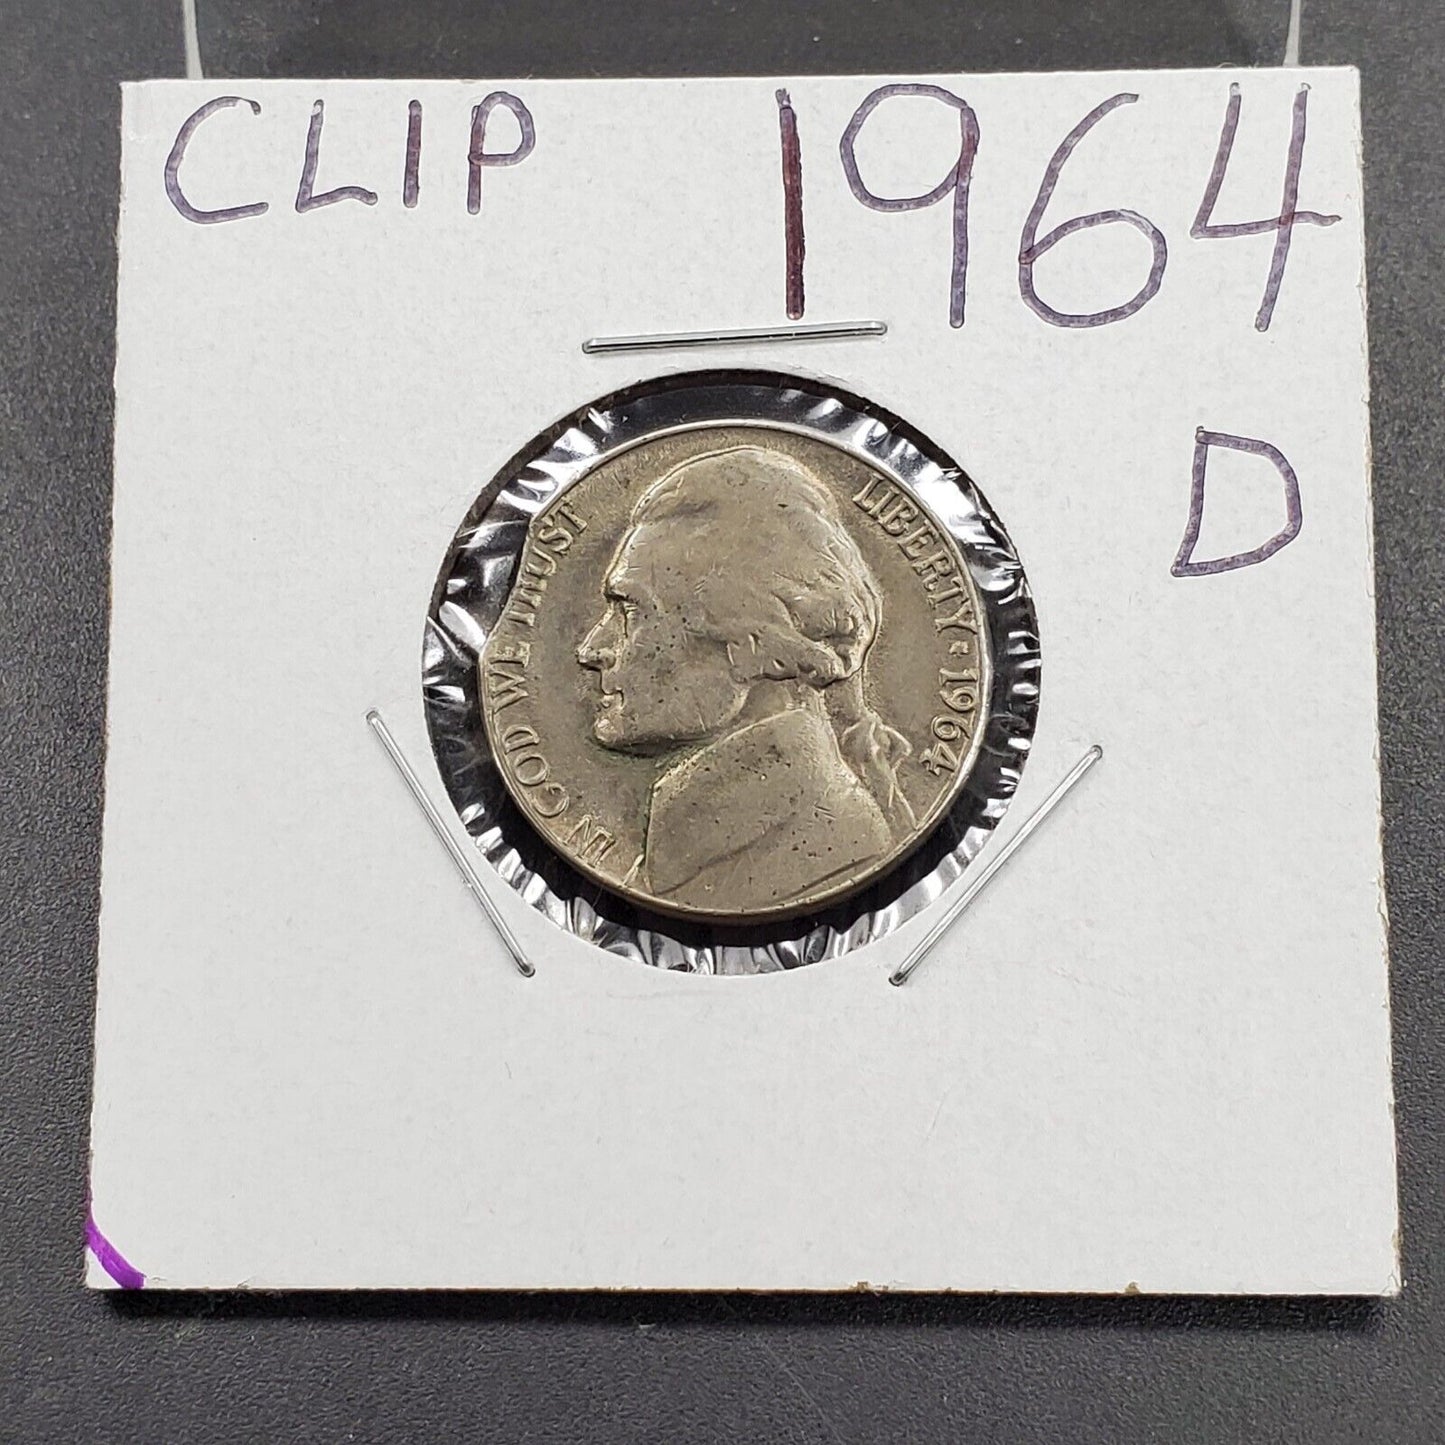 CLIP 1964
D
IN GOD WE TRUST
LIBERTY * 1964